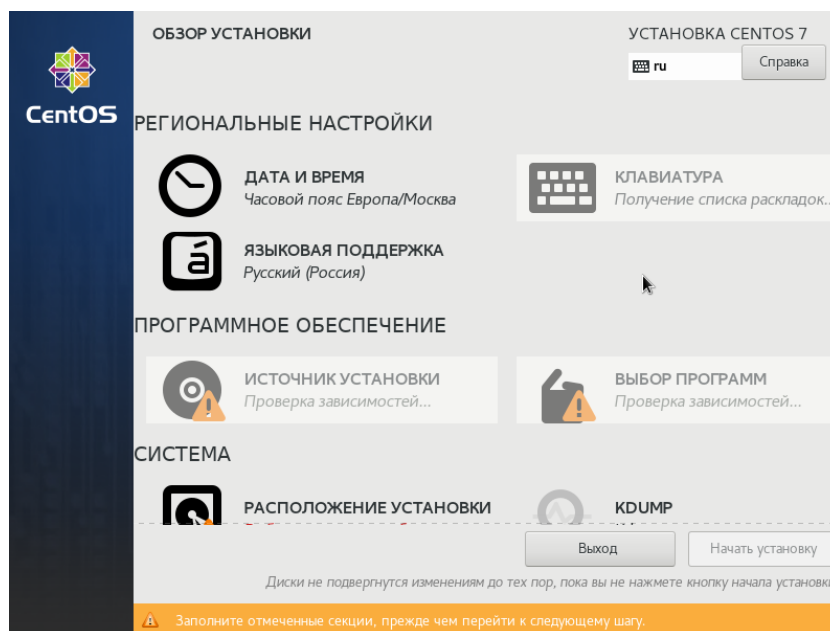 ОБЗОР УСТАНОВКИ
УСТАНОВКА CENTOS 7
ru
Справка
CentOS
РЕГИОНАЛЬНЫЕ НАСТРОЙКИ
ДАТА И ВРЕМЯ
Часовой пояс Европа/Москва
КЛАВИАТУРА
Получение списка раскладок...
á
ЯЗЫКОВАЯ ПОДДЕРЖКА
Русский (Россия)
ПРОГРАММНОЕ ОБЕСПЕЧЕНИЕ
ИСТОЧНИК УСТАНОВКИ
Проверка зависимостей...
ВЫБОР ПРОГРАММ
Проверка зависимостей...
СИСТЕМА
РАСПОЛОЖЕНИЕ УСТАНОВКИ
KDUMP
Выход
Начать установку
Диски не подвергнутся изменениям до тех пор, пока вы не нажмете кнопку начала установки
Заполните отмеченные секции, прежде чем перейти к следующему шагу.